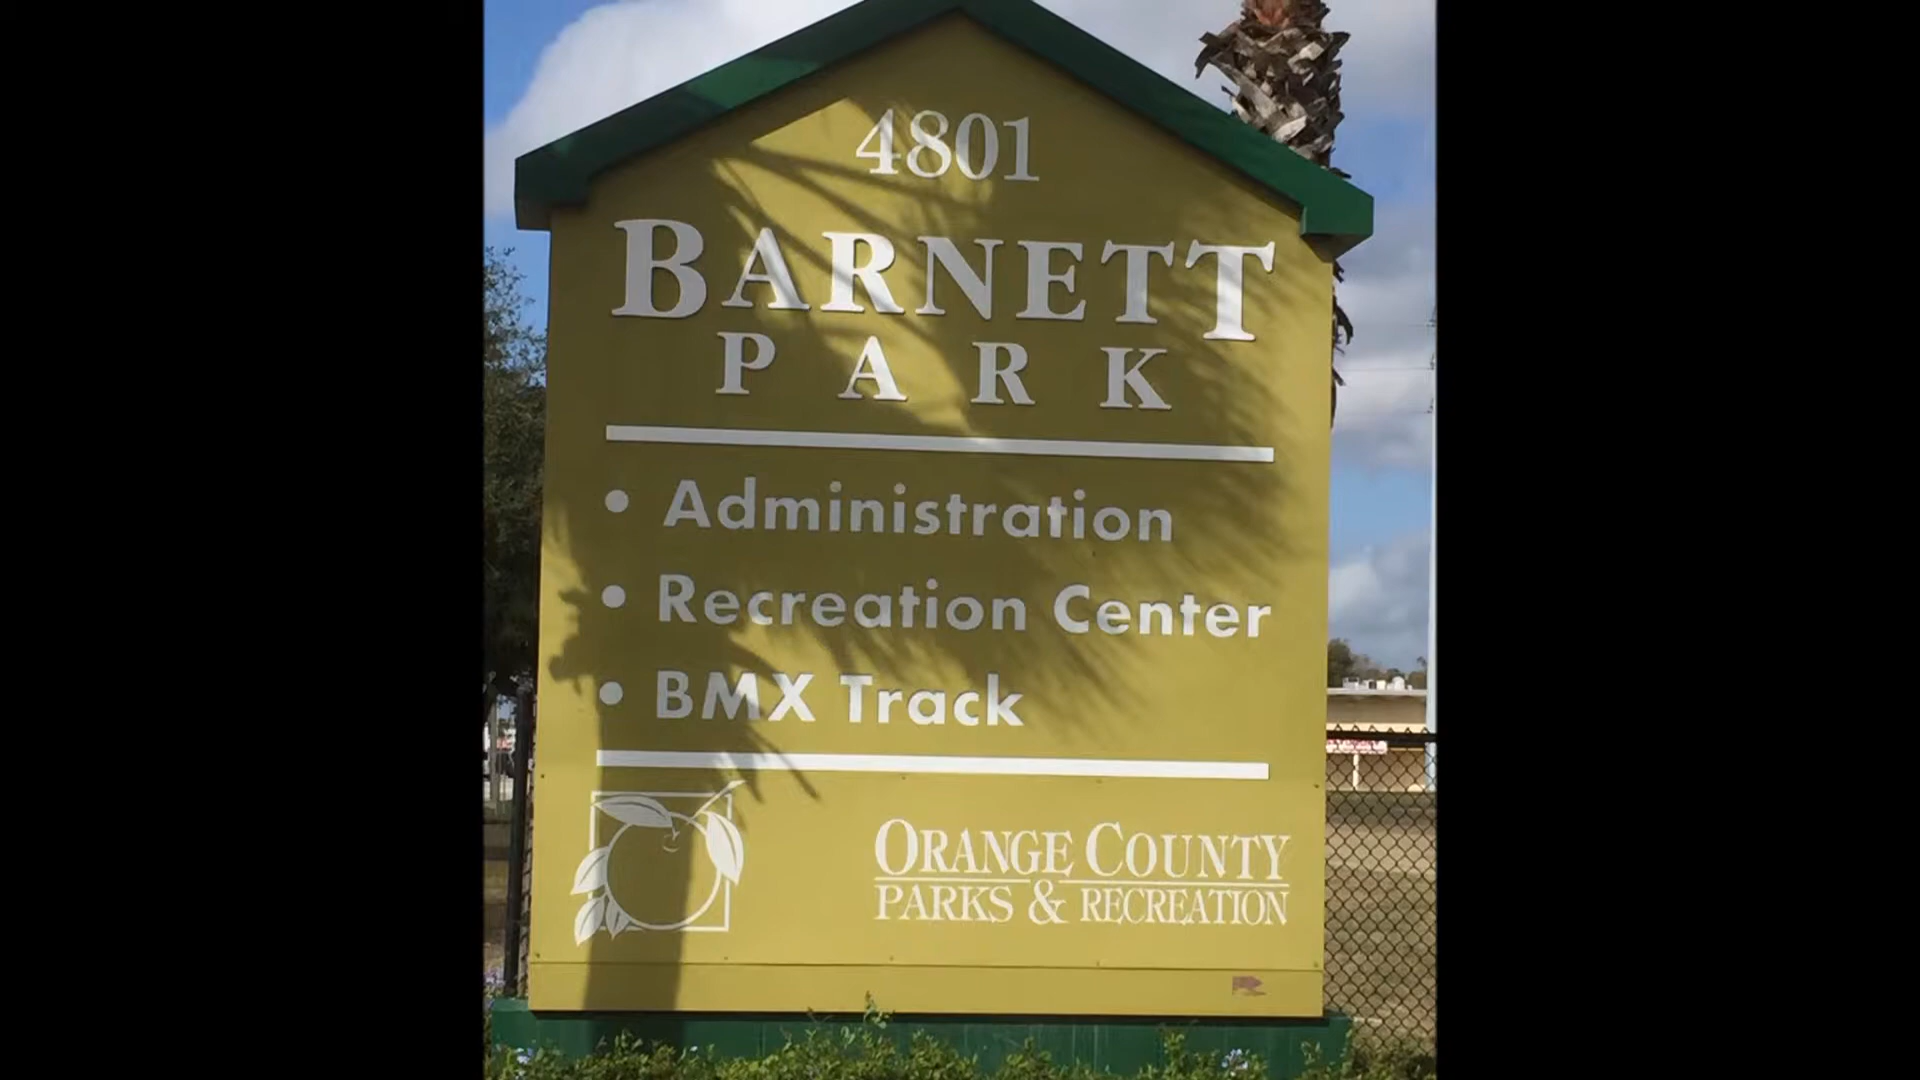 4801
BARNETT
PARK
• Administration
• Recreation Center
• BMX Track
ORANGE COUNTY
PARKS & RECREATION